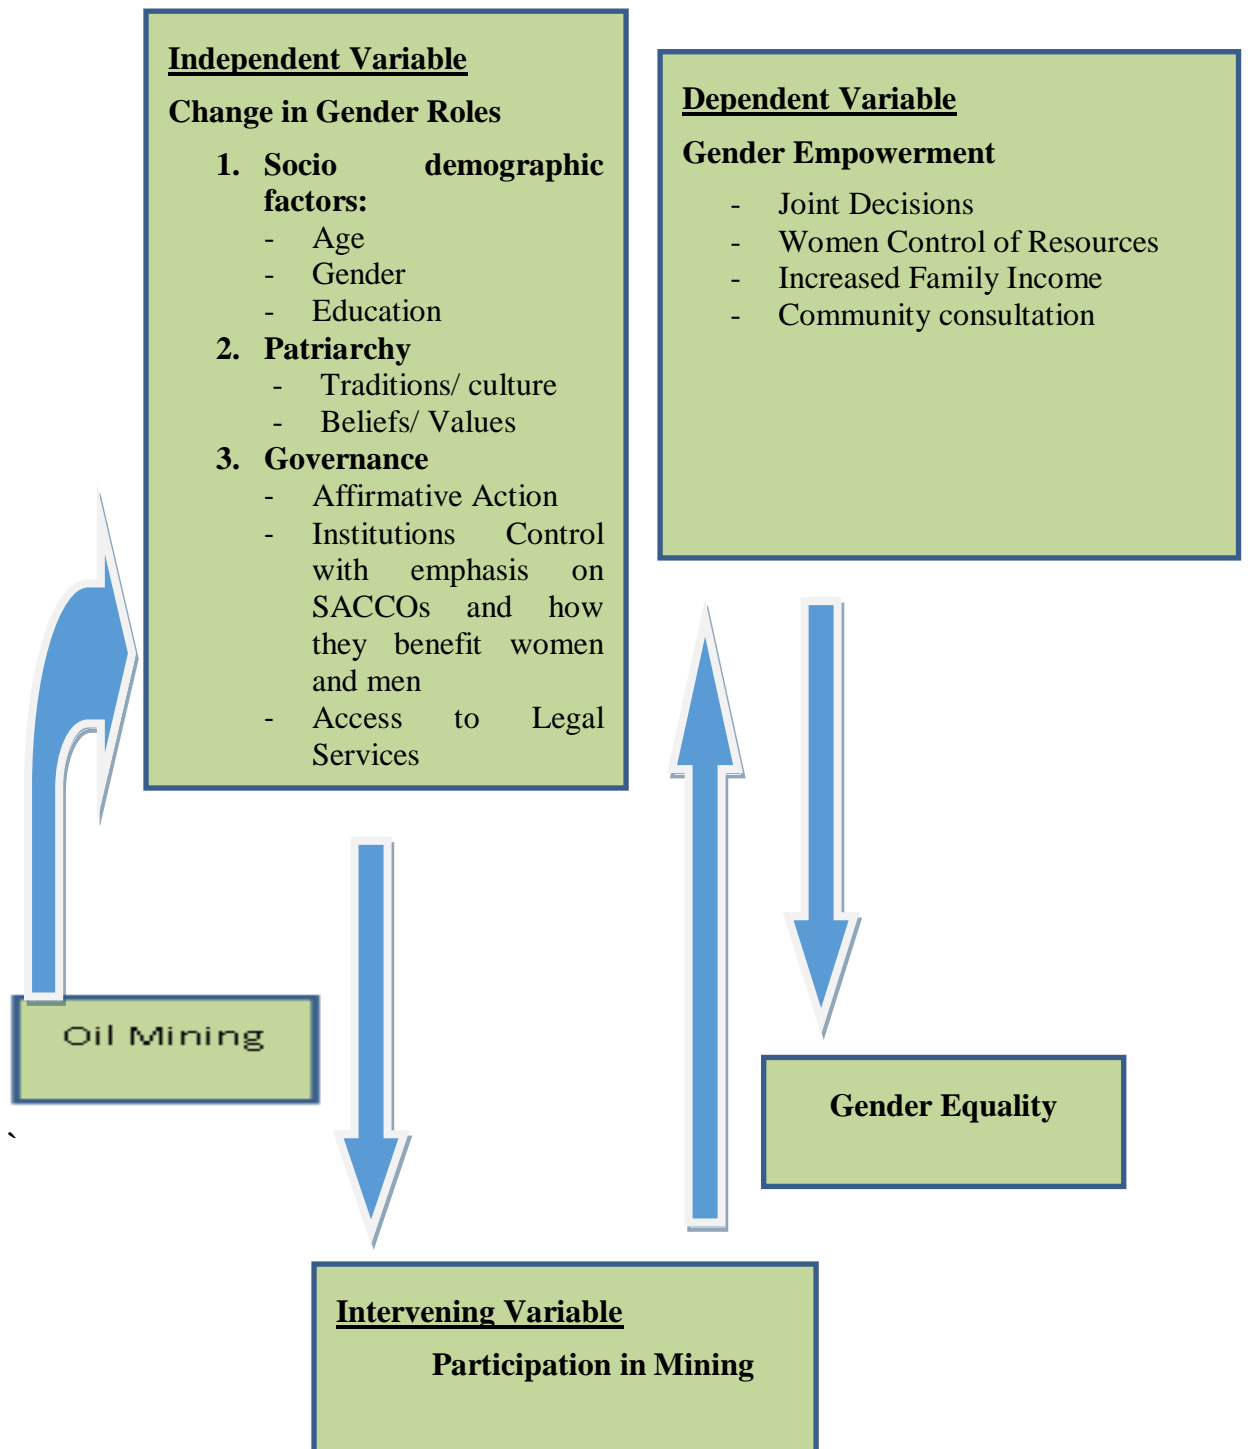 Independent Variable
Change in Gender Roles
1. Socio demographic
factors:
- Age
- Gender
- Education
2. Patriarchy
- Traditions/ culture
- Beliefs/ Values
3. Governance
- Affirmative Action
- Institutions Control
with emphasis on
SACCOs and how
they benefit women
and men
- Access to Legal
Services
Dependent Variable
Gender Empowerment
- Joint Decisions
- Women Control of Resources
- Increased Family Income
- Community consultation
Oil Mining
`
Gender Equality
Intervening Variable
Participation in Mining